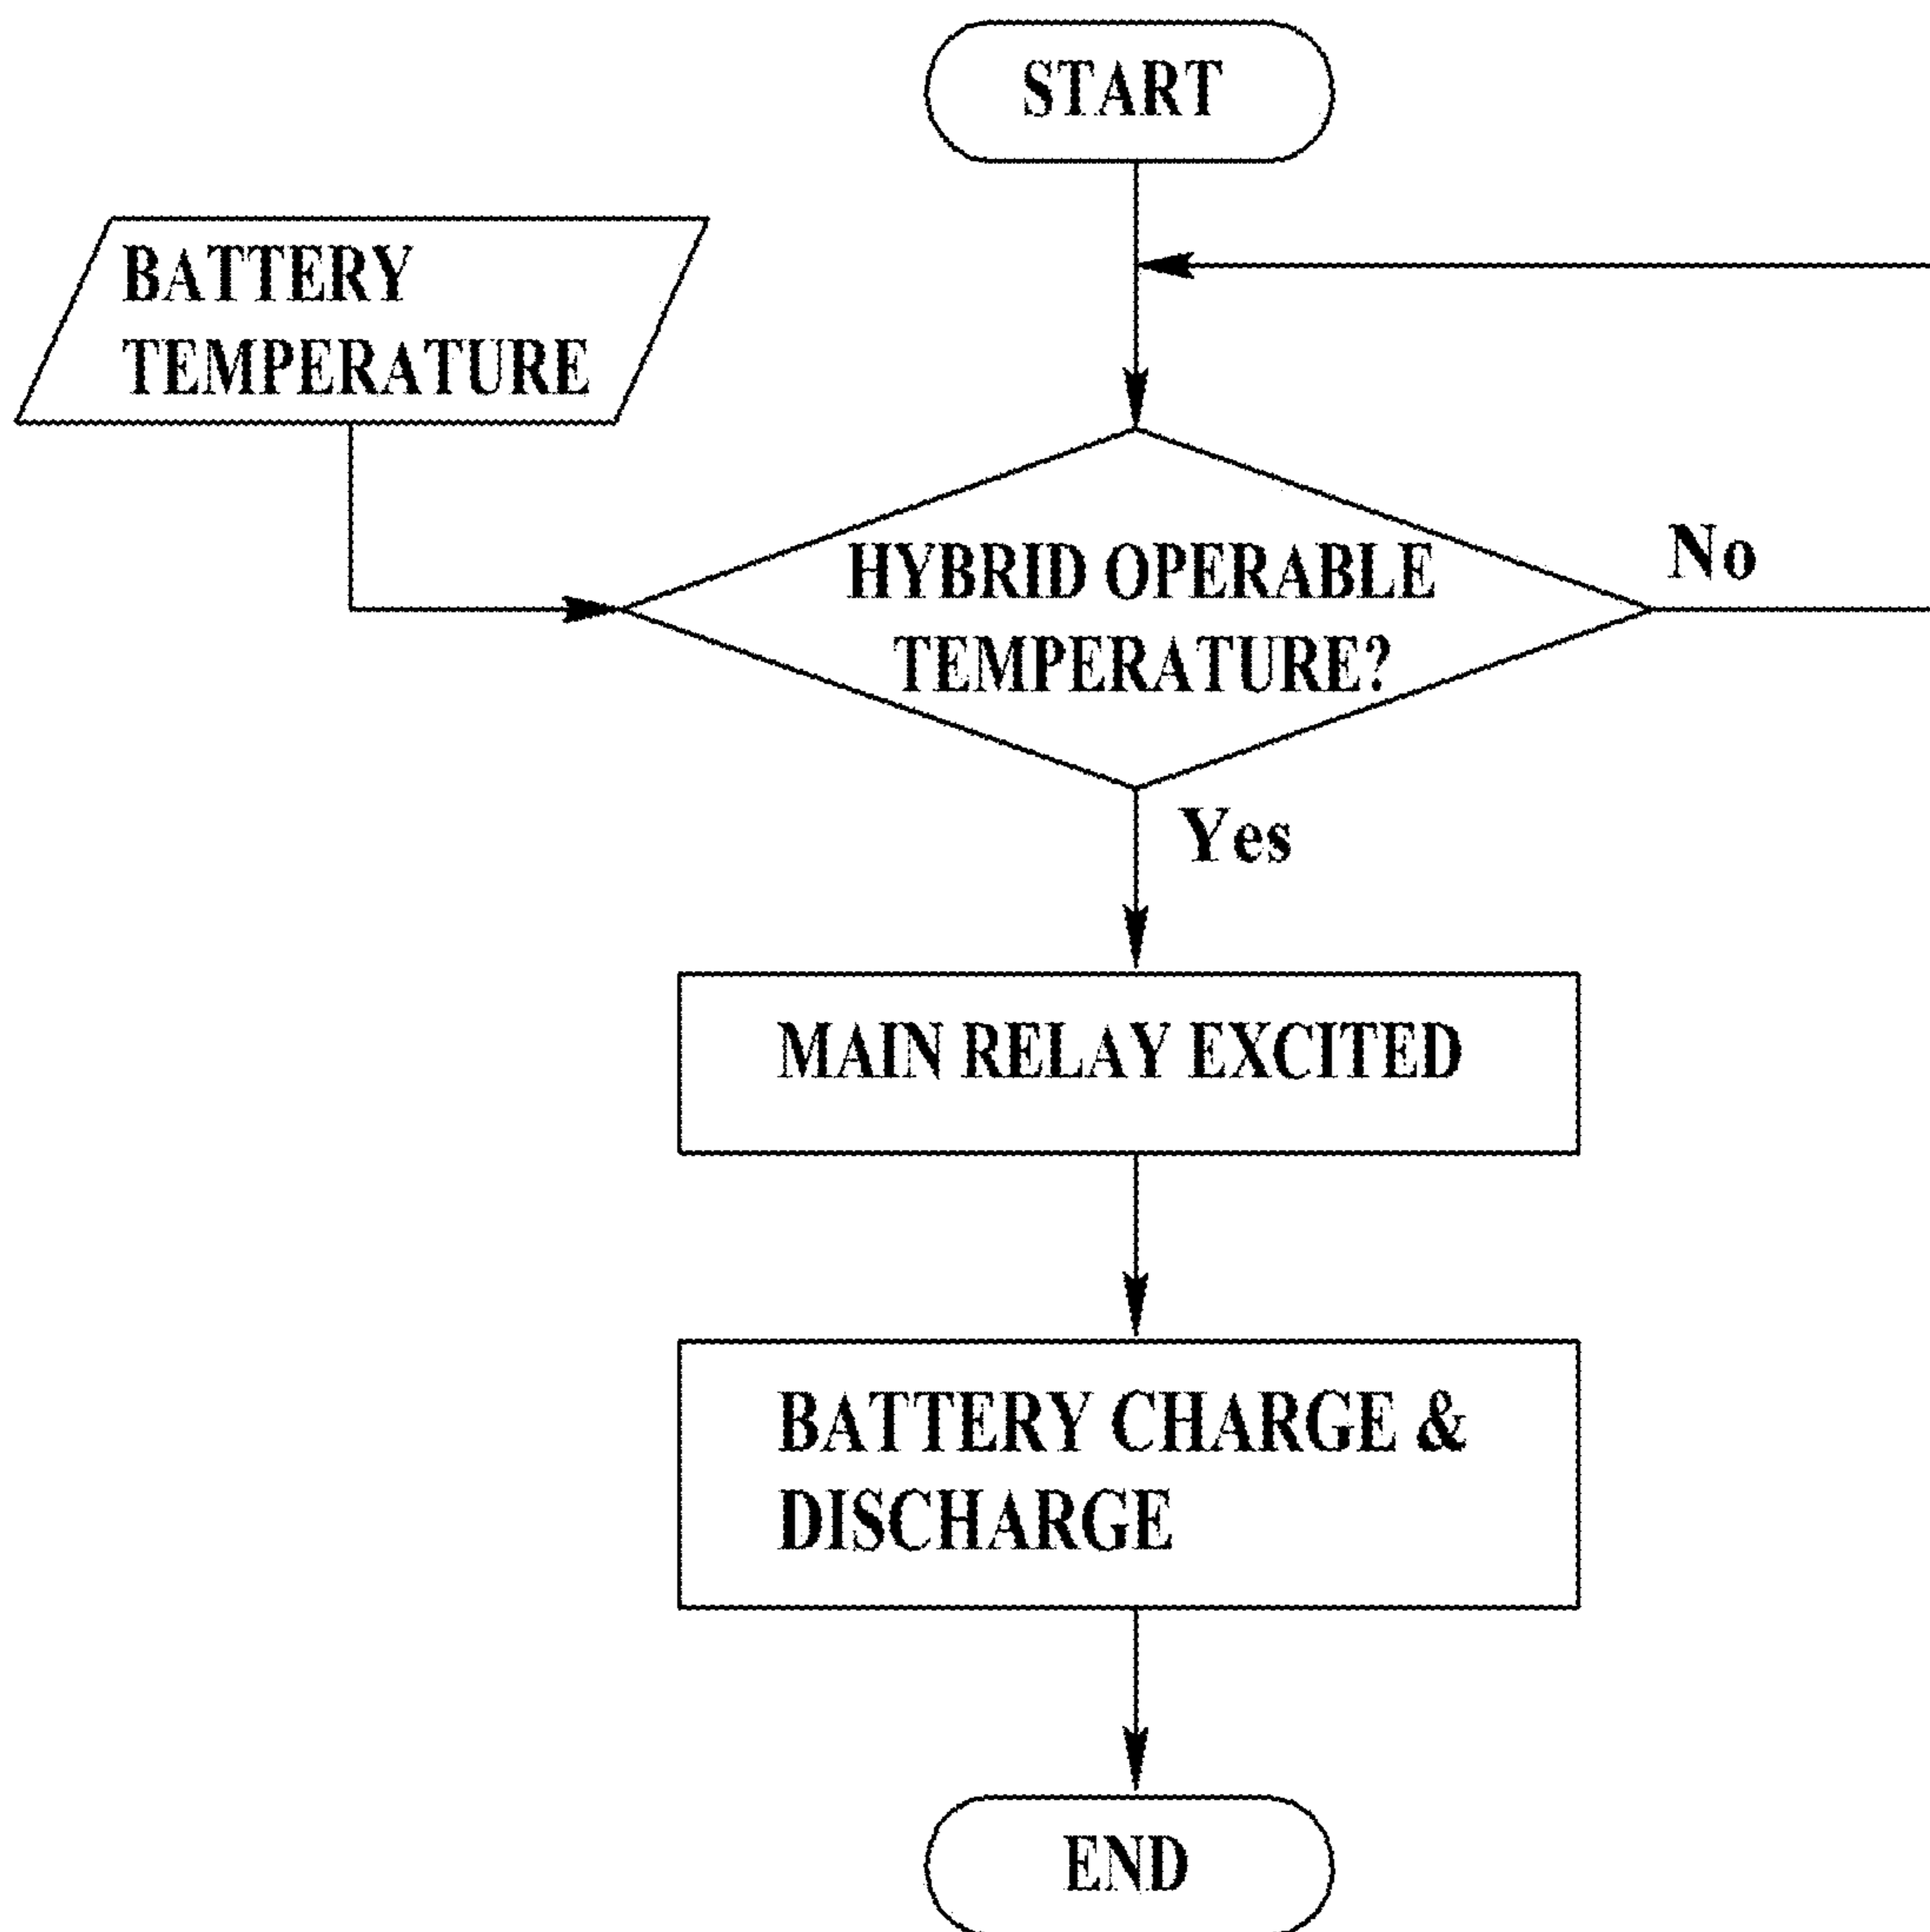 START
BATTERY
TEMPERATURE
HYBRID OPERABLE
TEMPERATURE?
No
Yes
MAIN RELAY EXCITED
BATTERY CHARGE &
DISCHARGE
END